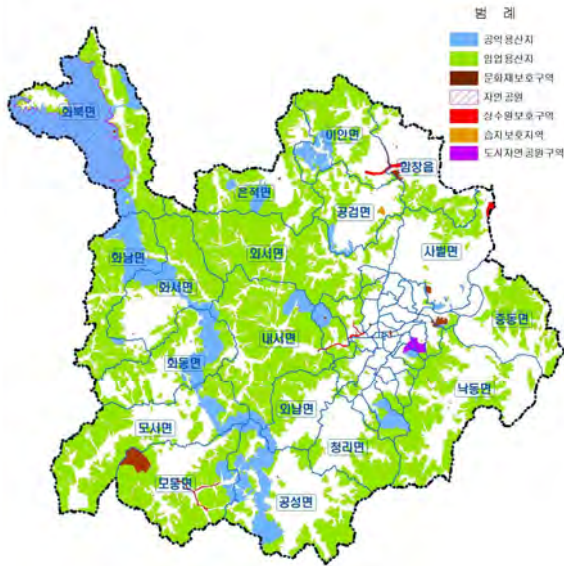 범 례
공익용산지
임업용산지
문화재보호구역
자연공원
상수원보호구역
습지보호지역
도시자연공원구역
화북면
이안면
함창읍
은척면
공검면
사벌면
외서면
화남면
화서면
중동면
내서면
화동면
낙동면
외남면
모서면
청리면
모동면
공성면